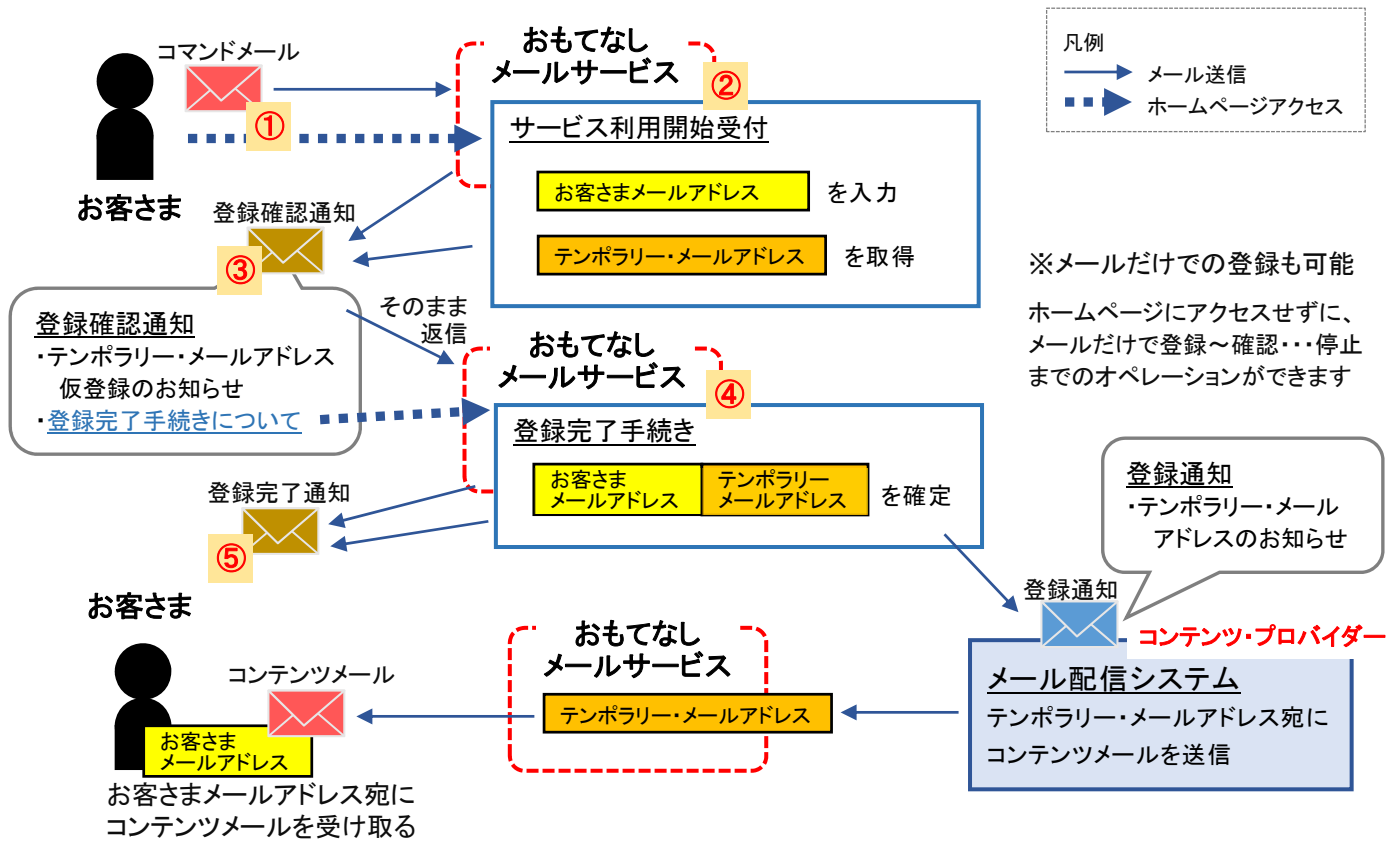 コマンドメール
①
お客さま
おもてなし
メールサービス
②
サービス利用開始受付
お客さまメールアドレス を入力
テンポラリー・メールアドレス を取得
凡例
メール送信
ホームページアクセス
登録確認通知
③
登録確認通知
・テンポラリー・メールアドレス
仮登録のお知らせ
・登録完了手続きについて
そのまま
返信
※メールだけでの登録も可能
ホームページにアクセスせずに、
メールだけで登録～確認・・・停止
までのオペレーションができます
おもてなし
メールサービス
④
登録完了手続き
お客さま
メールアドレス
テンポラリー
メールアドレス
を確定
登録完了通知
⑤
登録通知
・テンポラリー・メール
アドレスのお知らせ
登録通知
コンテンツ・プロバイダー
メール配信システム
テンポラリー・メールアドレス宛に
コンテンツメールを送信
おもてなし
メールサービス
テンポラリー・メールアドレス
お客さま
コンテンツメール
お客さま
メールアドレス
お客さまメールアドレス宛に
コンテンツメールを受け取る